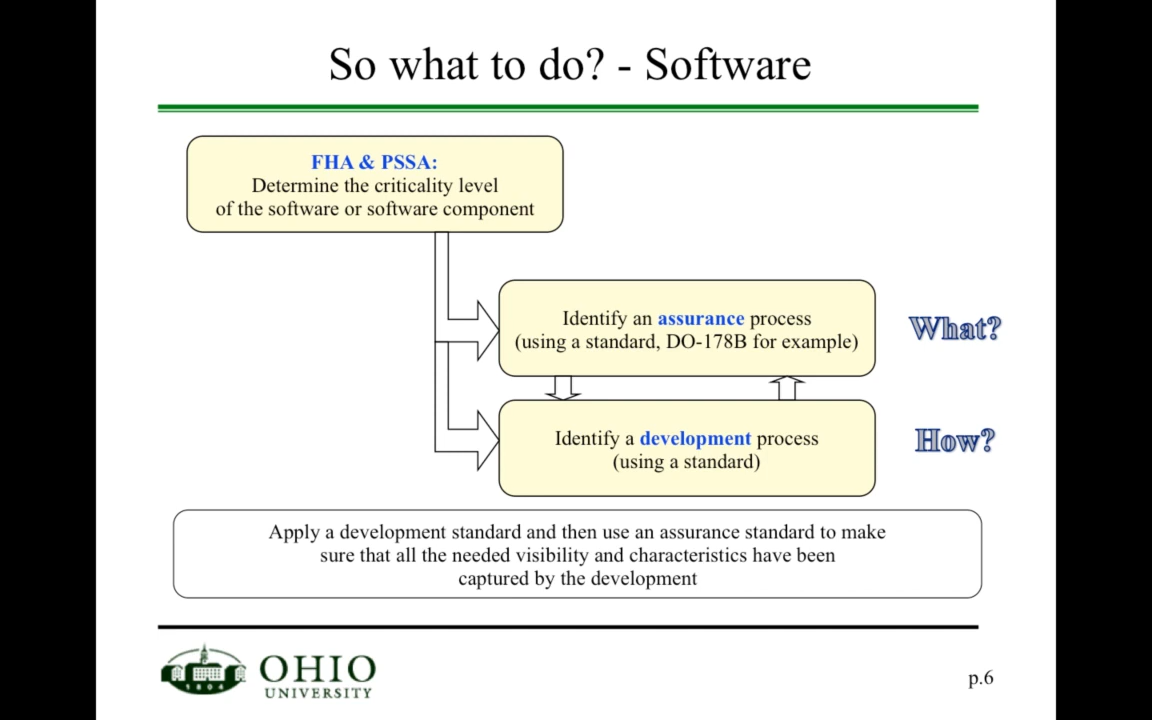 So what to do? - Software
FHA & PSSA:
Determine the criticality level
of the software or software component
Identify an assurance process
(using a standard, DO-178B for example)
What?
Identify a development process
(using a standard)
How?
Apply a development standard and then use an assurance standard to make
sure that all the needed visibility and characteristics have been
captured by the development
1804
OHIO
UNIVERSITY
p.6